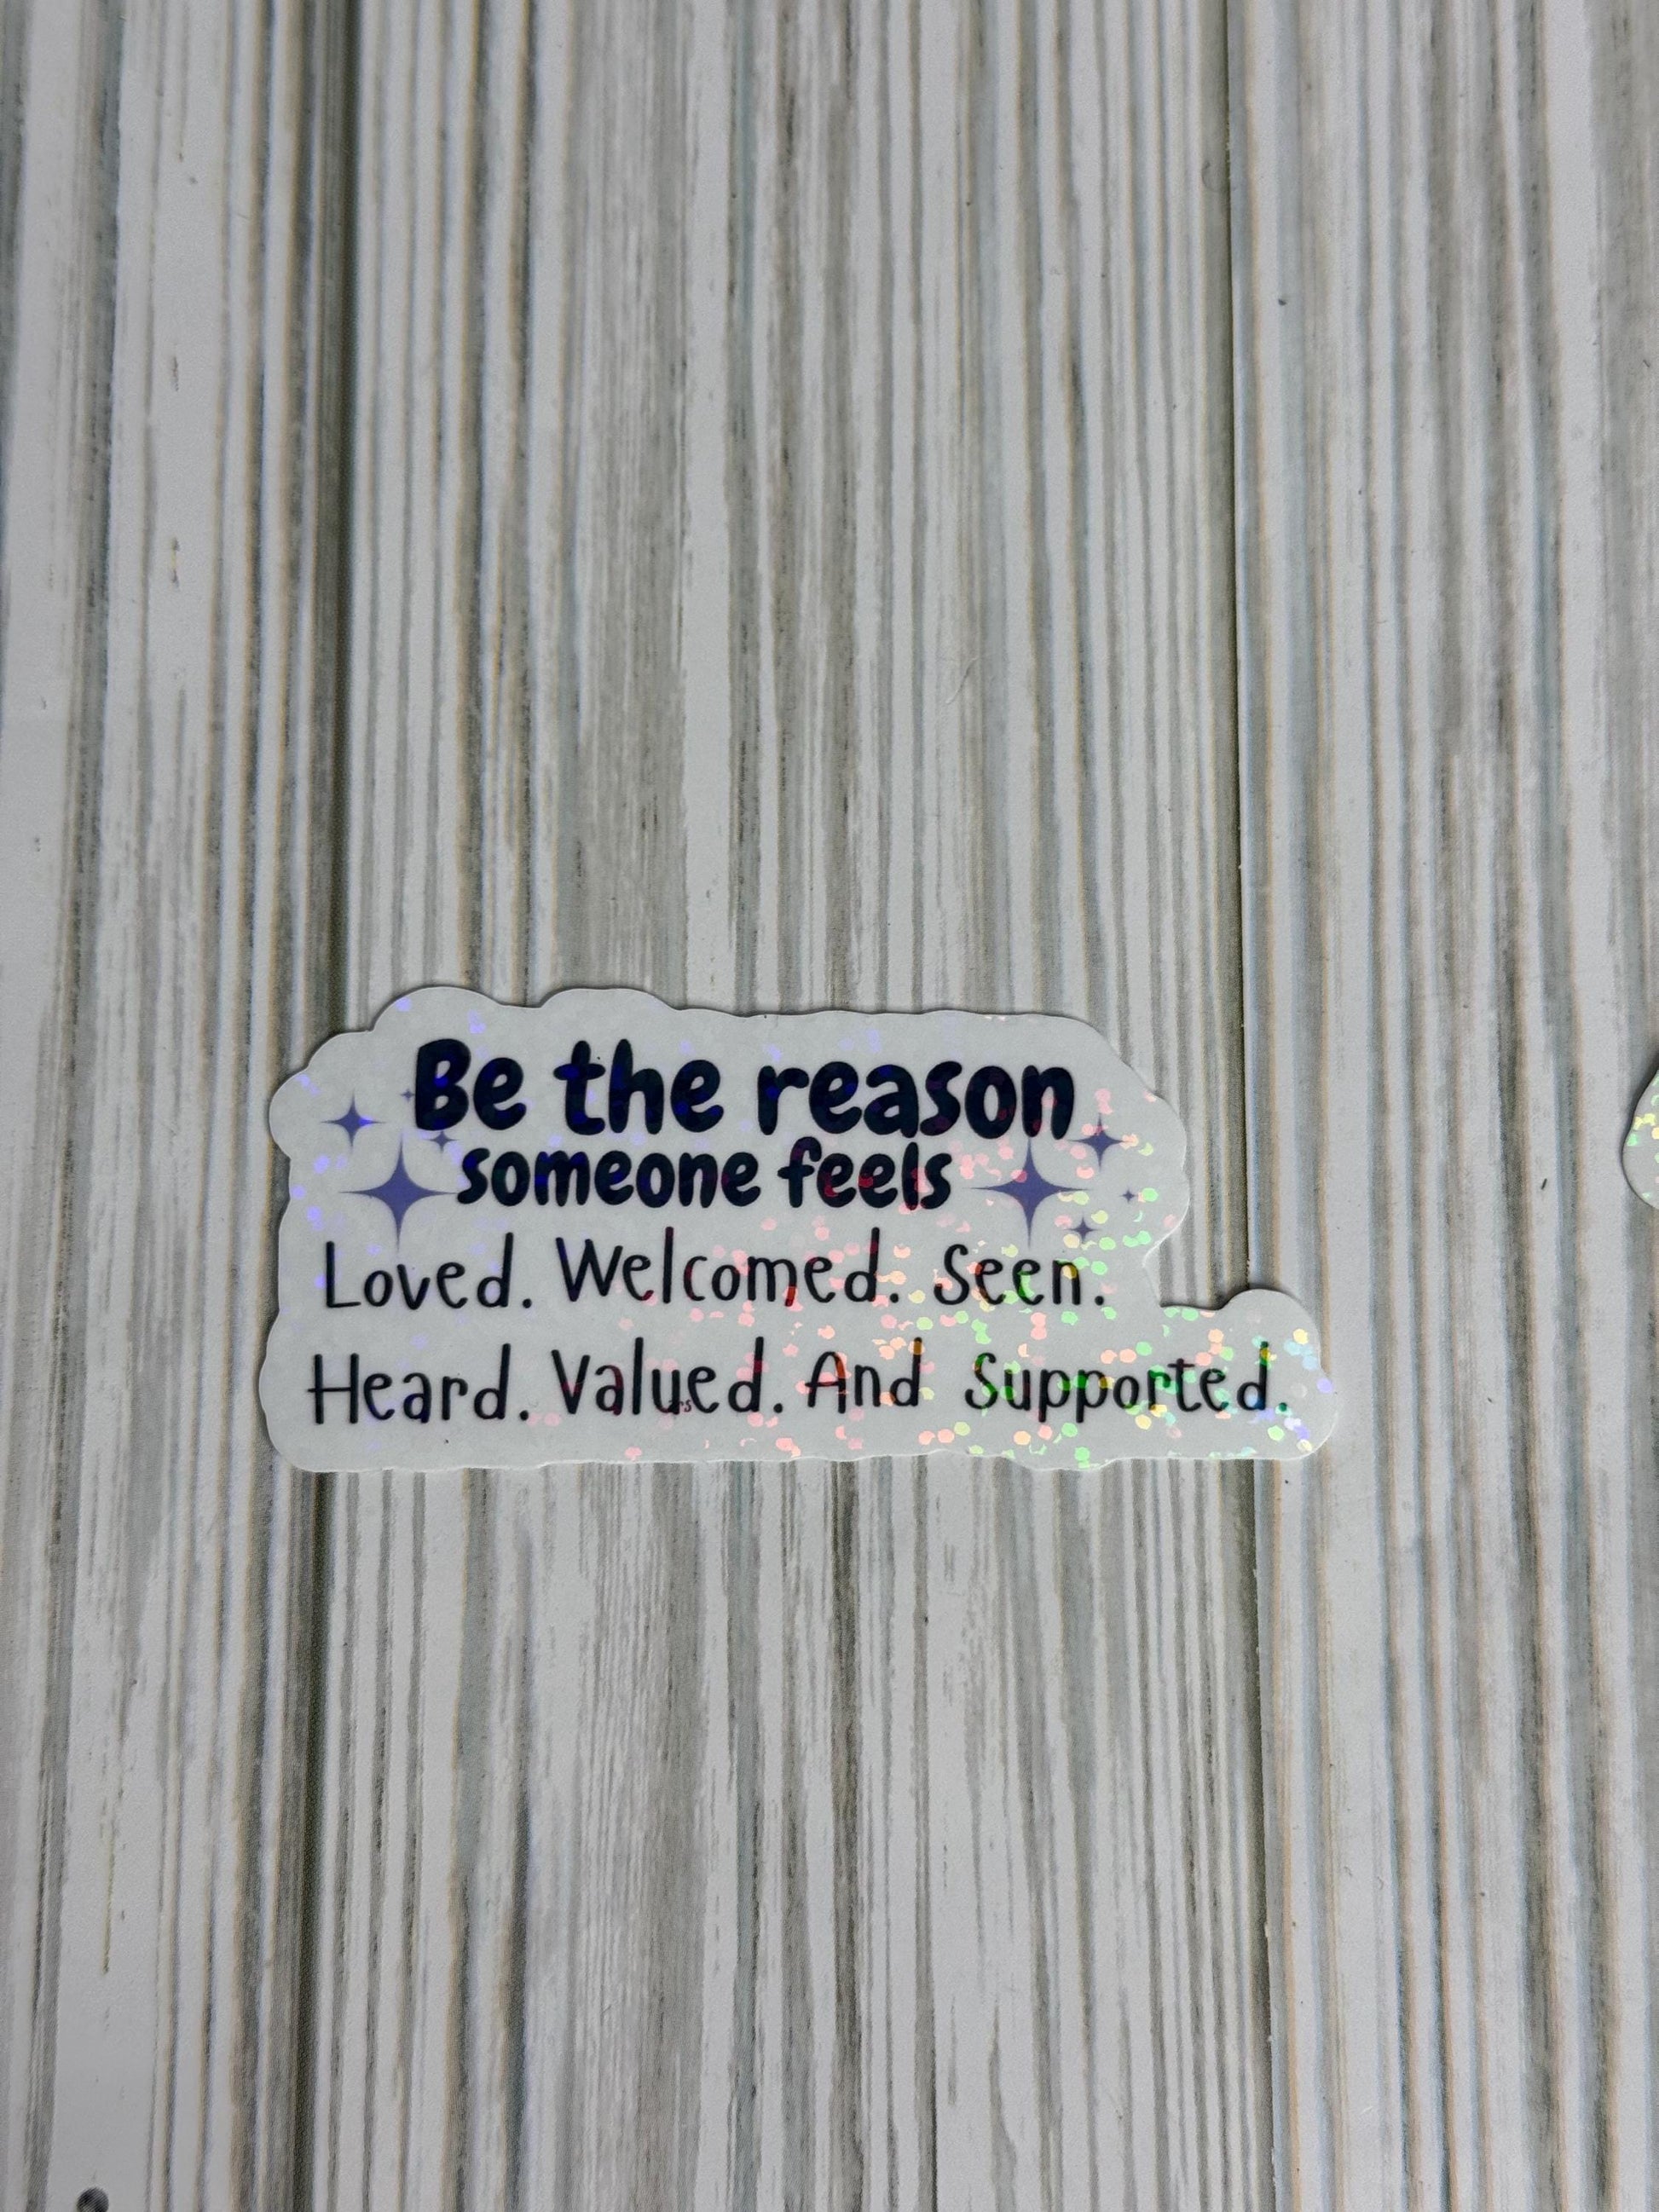 Be the reason
someone feels
Loved. Welcomed. Seen.
Heard. Valued. And Supported.